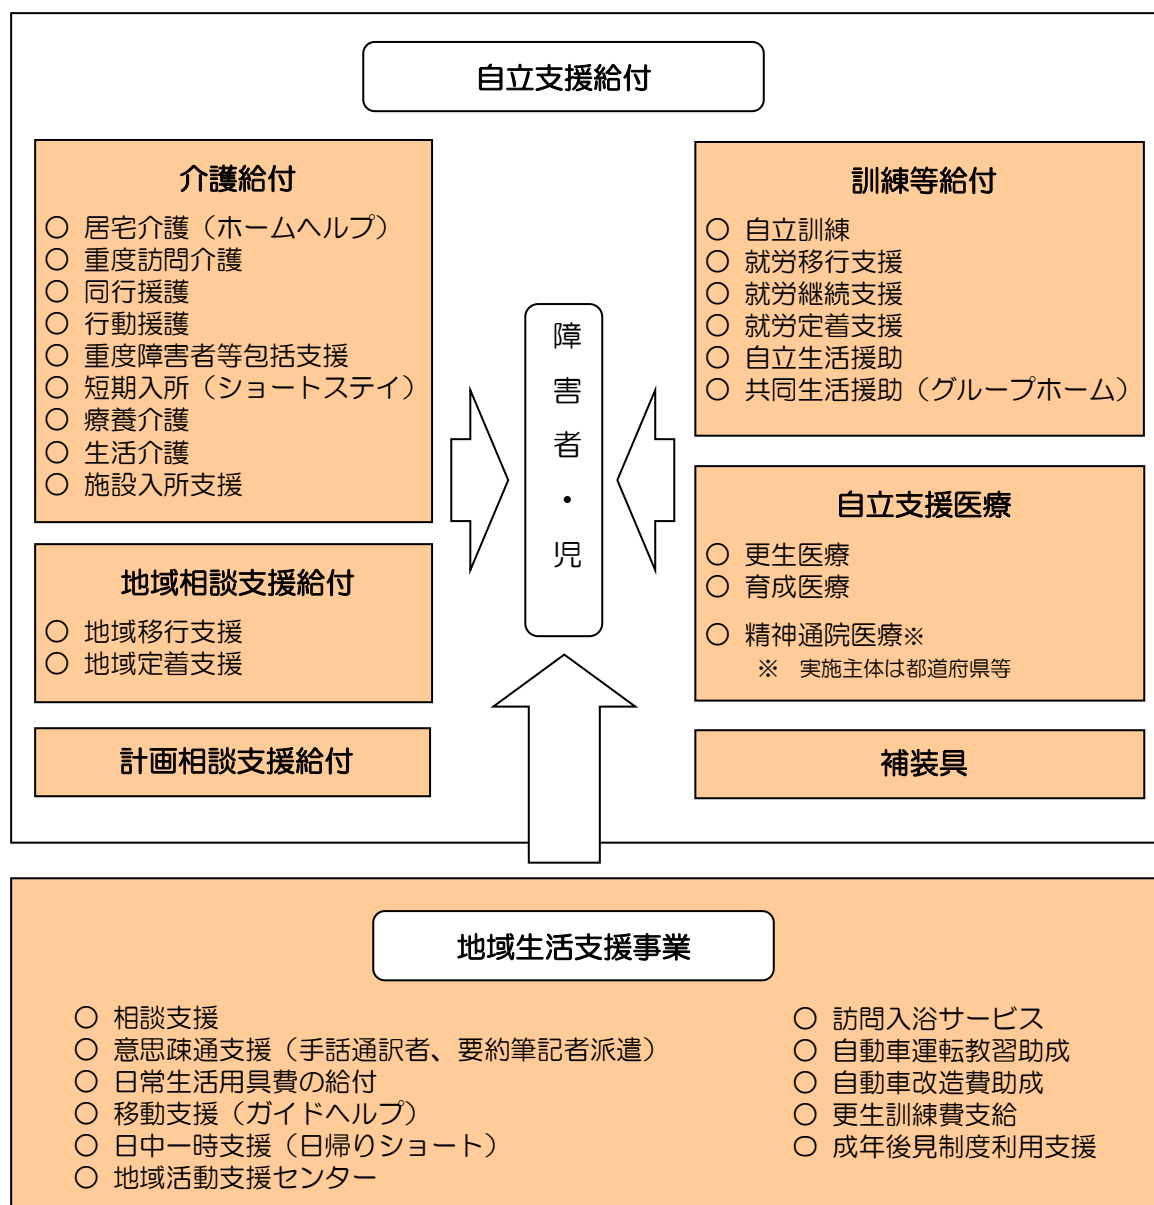 自立支援給付
介護給付
○ 居宅介護（ホームヘルプ）
○ 重度訪問介護
○ 同行援護
○ 行動援護
○ 重度障害者等包括支援
○ 短期入所（ショートステイ）
○ 療養介護
○ 生活介護
○ 施設入所支援
地域相談支援給付
○ 地域移行支援
○ 地域定着支援
計画相談支援給付
障害者・児
訓練等給付
○ 自立訓練
○ 就労移行支援
○ 就労継続支援
○ 就労定着支援
○ 自立生活援助
○ 共同生活援助（グループホーム）
自立支援医療
○ 更生医療
○ 育成医療
○ 精神通院医療※
※ 実施主体は都道府県等
補装具
地域生活支援事業
○ 相談支援
○ 意思疎通支援（手話通訳者、要約筆記者派遣）
○ 日常生活用具費の給付
○ 移動支援（ガイドヘルプ）
○ 日中一時支援（日帰りショート）
○ 地域活動支援センター
○ 訪問入浴サービス
○ 自動車運転教習助成
○ 自動車改造費助成
○ 更生訓練費支給
○ 成年後見制度利用支援